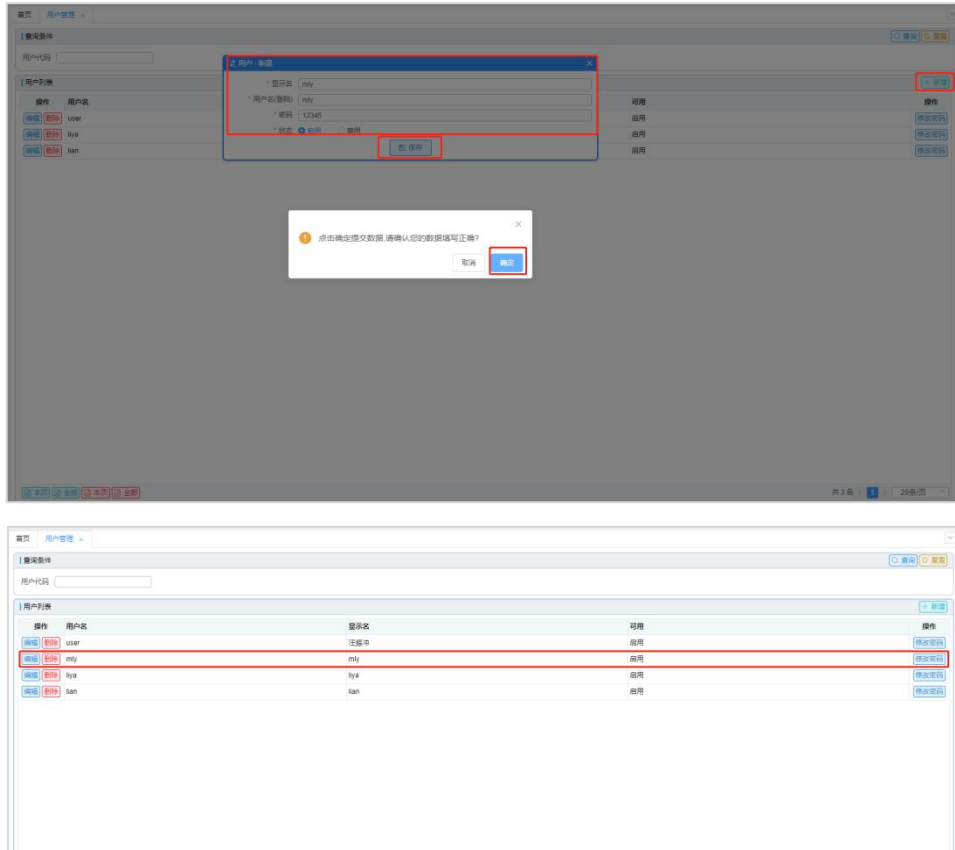 首页 用户管理 ×
查询条件 查询 重置
用户代码
用户 - 新建 ×
用户列表 新增
* 显示名 mly
操作 用户名 可用 操作
* 用户名(登陆) mly
编辑 删除 user 启用 修改密码
* 密码 12345
编辑 删除 liya 启用 修改密码
* 状态 启用 禁用
编辑 删除 lian 启用 修改密码
保存
点击确定提交数据,请确认您的数据填写正确?
取消 确定
本页 全部 本页 全部 共 3 条 1 20条/页
首页 用户管理 ×
查询条件 查询 重置
用户代码
用户列表 + 新增
操作 用户名 显示名 可用 操作
编辑 删除 user 汪振冲 启用 修改密码
编辑 删除 mly mly 启用 修改密码
编辑 删除 liya liya 启用 修改密码
编辑 删除 lian lian 启用 修改密码